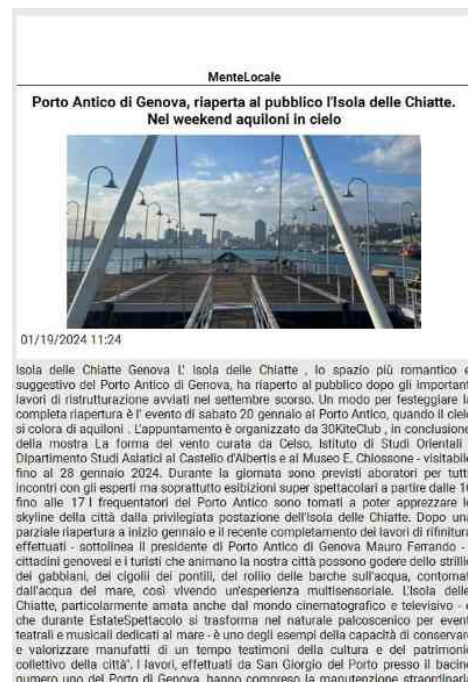 MenteLocale
Porto Antico di Genova, riaperta al pubblico l'Isola delle Chiatte.
Nel weekend aquiloni in cielo
01/19/2024 11:24
Isola delle Chiatte Genova L' Isola delle Chiatte , lo spazio più romantico e
suggestivo del Porto Antico di Genova, ha riaperto al pubblico dopo gli important
lavori di ristrutturazione avviati nel settembre scorso. Un modo per festeggiare la
completa riapertura è l' evento di sabato 20 gennaio al Porto Antico, quando il ciel
si colora di aquiloni . L'appuntamento è organizzato da 30KiteClub , in conclusione
della mostra La forma del vento curata da Celso, Istituto di Studi Orientali
Dipartimento Studi Asiatici al Castello d'Albertis e al Museo E. Chiossone - visitabile
fino al 28 gennaio 2024. Durante la giornata sono previsti aboratori per tutti
incontri con gli esperti ma soprattutto esibizioni super spettacolari a partire dalle 10
fino alle 17 I frequentatori del Porto Antico sono tornati a poter apprezzare lo
skyline della città dalla privilegiata postazione dell'Isola delle Chiatte. Dopo una
parziale riapertura a inizio gennaio e il recente completamento dei lavori di rifinitura
effettuati - sottolinea il presidente di Porto Antico di Genova Mauro Ferrando -
cittadini genovesi e i turisti che animano la nostra città possono godere dello strillio
dei gabbiani, dei cigolii dei pontili, del rollio delle barche sull'acqua, contornat
dall'acqua del mare, così vivendo un'esperienza multisensoriale. L'Isola delle
Chiatte, particolarmente amata anche dal mondo cinematografico e televisivo - e
che durante EstateSpettacolo si trasforma nel naturale palcoscenico per event
teatrali e musicali dedicati al mare - è uno degli esempi della capacità di conservare
e valorizzare manufatti di un tempo testimoni della cultura e del patrimonio
collettivo della città". I lavori, effettuati da San Giorgio del Porto presso il bacino
numero uno del Porto di Genova, hanno compreso la manutenzione straordinari